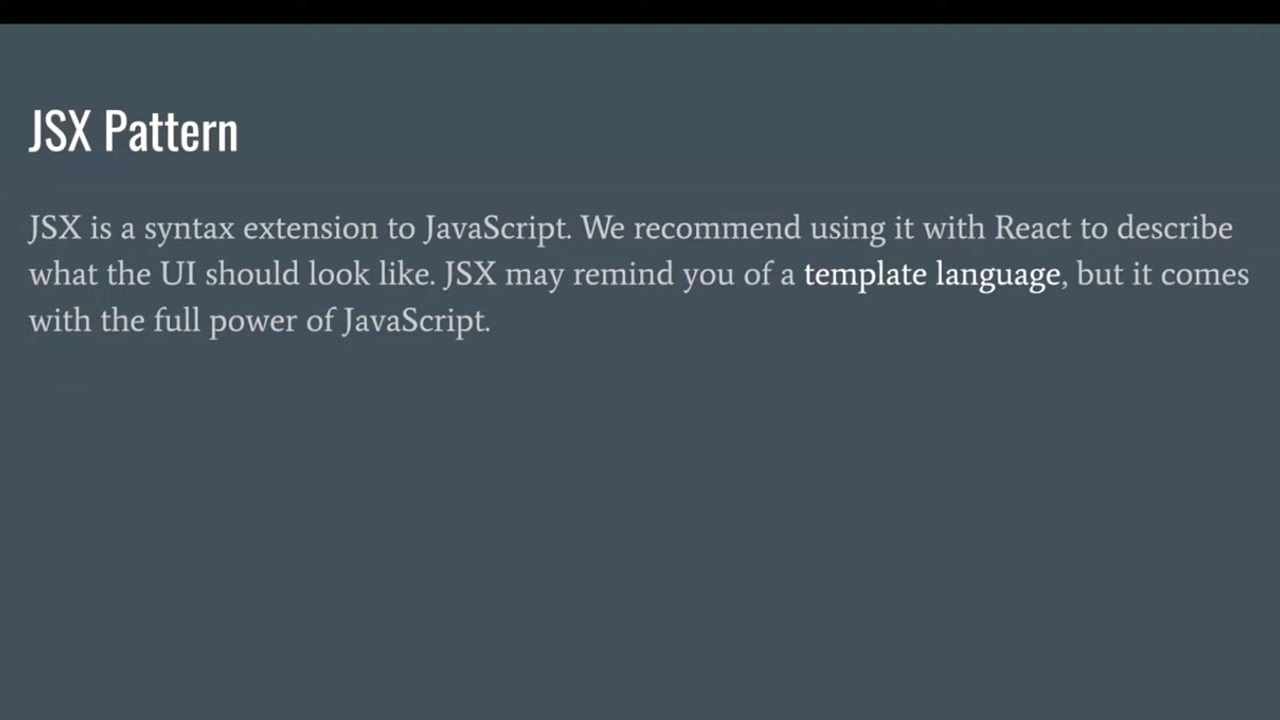 JSX Pattern
JSX is a syntax extension to JavaScript. We recommend using it with React to describe
what the UI should look like. JSX may remind you of a template language, but it comes
with the full power of JavaScript.